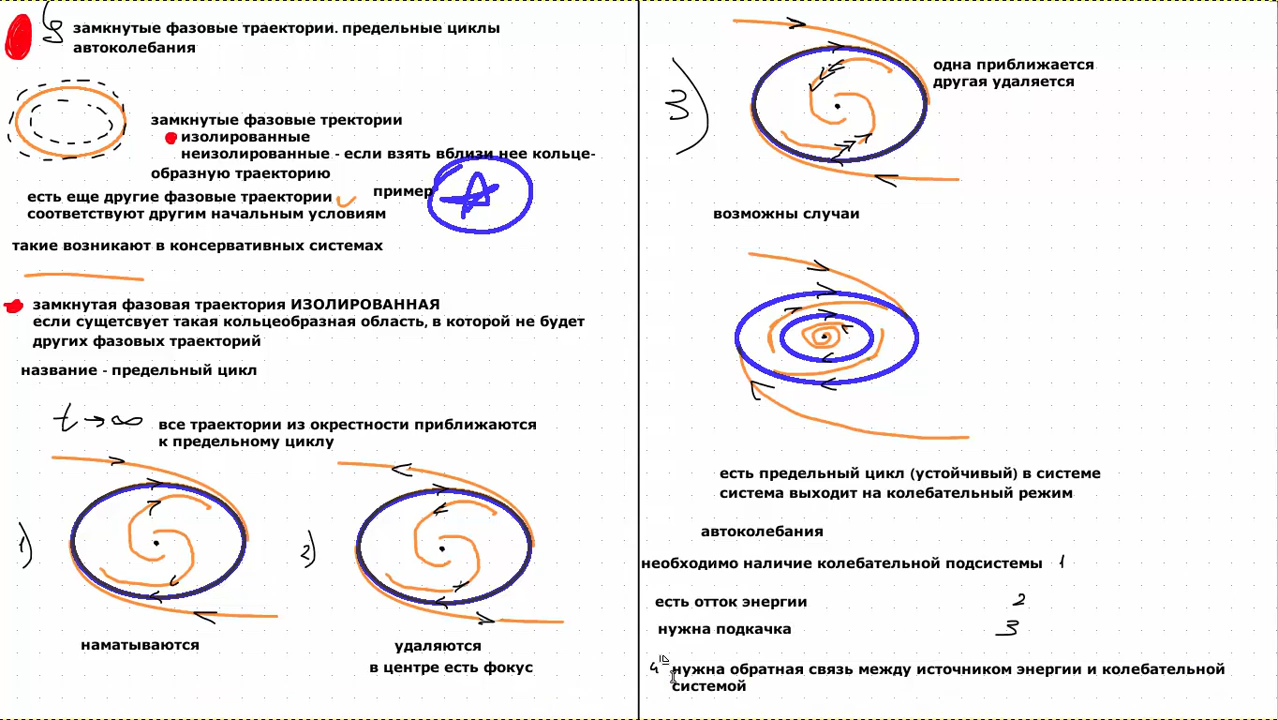 замкнутые фазовые траектории. предельные циклы
автоколебания
замкнутые фазовые тректории
изолированные
неизолированные - если взять вблизи нее кольце-
образную траекторию
есть еще другие фазовые траектории
пример
соответствуют другим начальным условиям
такие возникают в консервативных системах
замкнутая фазовая траектория ИЗОЛИРОВАННАЯ
если сущетсвует такая кольцеобразная область, в которой не будет
других фазовых траекторий
название - предельный цикл
t → ∞
все траектории из окрестности приближаются
к предельному циклу
1)
2)
наматываются
удаляются
в центре есть фокус
3)
одна приближается
другая удаляется
возможны случаи
есть предельный цикл (устойчивый) в системе
система выходит на колебательный режим
автоколебания
необходимо наличие колебательной подсистемы 1
есть отток энергии 2
нужна подкачка 3
4 нужна обратная связь между источником энергии и колебательной
системой